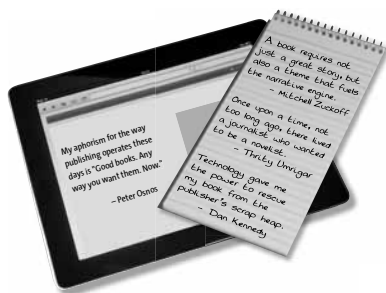 My aphorism for the way
publishing operates these
days is "Good books. Any
way you want them. Now."
~ Peter Osnos
A book requires not
just a great story, but
also a theme that fuels
the narrative engine.
~ Mitchell Zuckoff
Once upon a time, not
too long ago, there lived
a journalist who wanted
to be a novelist.
~ Thrity Umrigar
Technology gave me
the power to rescue
my book from the
publisher's scrap heap.
~ Dan Kennedy